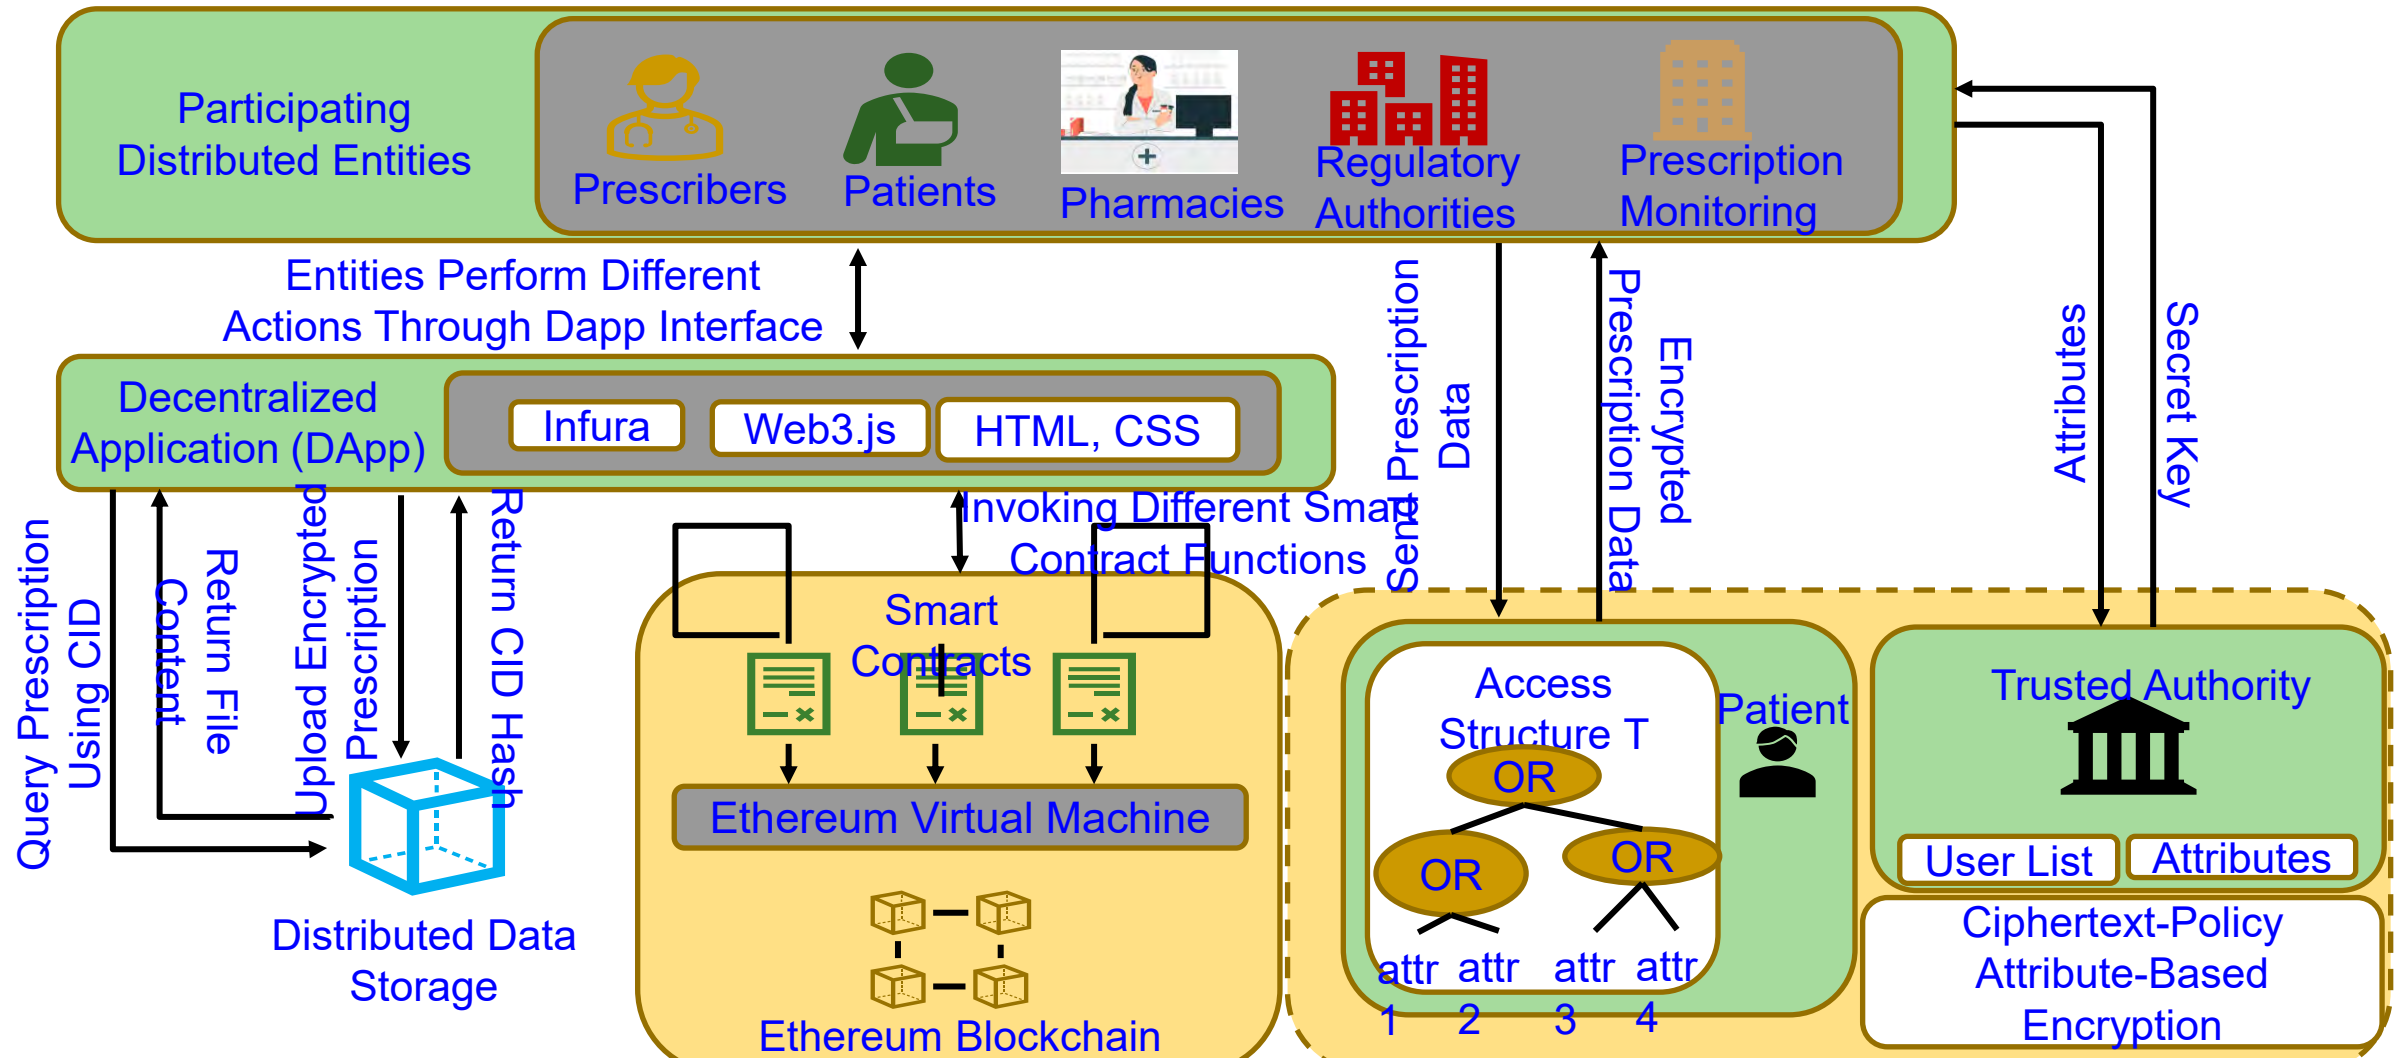 Participating
Distributed Entities
Prescribers
Patients
Pharmacies
Regulatory
Authorities
Prescription
Monitoring
Entities Perform Different
Actions Through Dapp Interface
Send Prescription
Data
Encrypted
Prescription Data
Attributes
Secret Key
Decentralized
Application (DApp)
Infura
Web3.js
HTML, CSS
Query Prescription
Using CID
Return File
Content
Upload Encrypted
Prescription
Return CID Hash
Invoking Different Smart
Contract Functions
Smart
Contracts
Ethereum Virtual Machine
Ethereum Blockchain
Distributed Data
Storage
Access
Structure T
OR
OR
OR
attr
1
attr
2
attr
3
attr
4
Patient
Trusted Authority
User List
Attributes
Ciphertext-Policy
Attribute-Based
Encryption